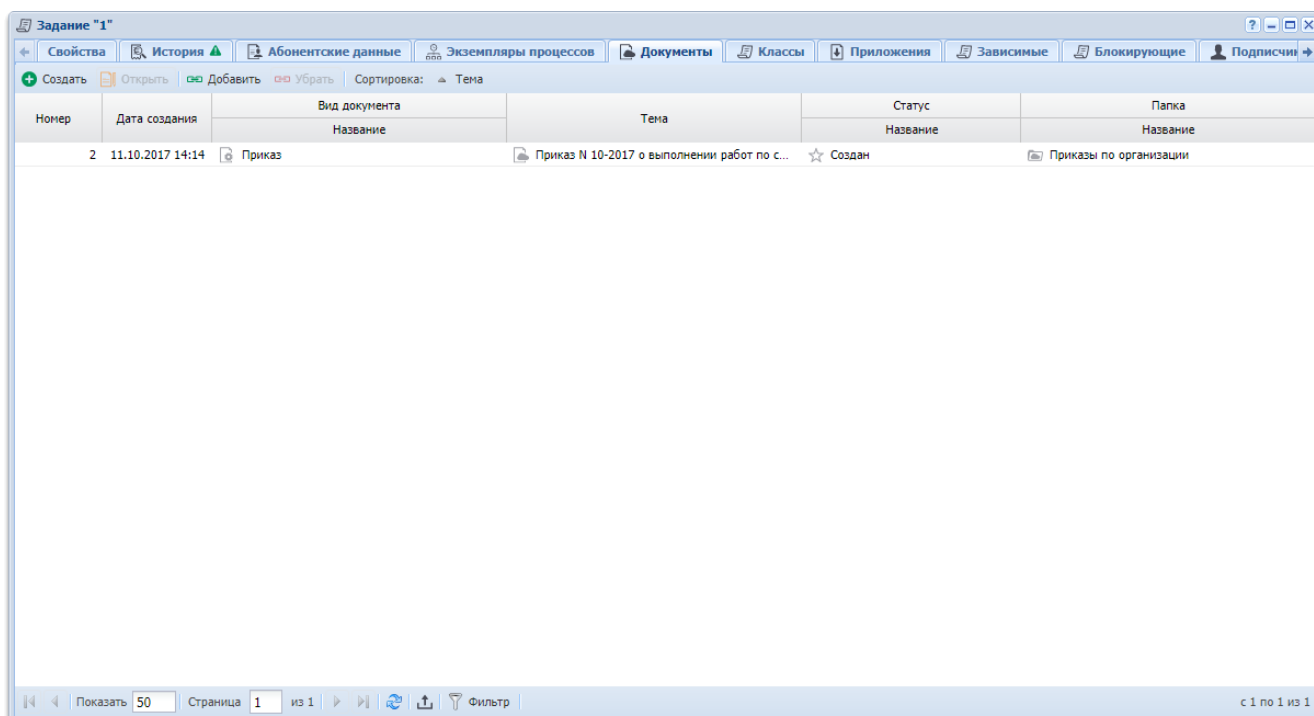 Задание "1"
Свойства История Абонентские данные Экземпляры процессов Документы Классы Приложения Зависимые Блокирующие Подписчик
Создать Открыть Добавить Убрать Сортировка: Тема
Номер Дата создания Вид документа Тема Статус Папка
Название Название Название
2 11.10.2017 14:14 Приказ Приказ N 10-2017 о выполнении работ по с... Создан Приказы по организации
Показать 50 Страница 1 из 1 Фильтр с 1 по 1 из 1